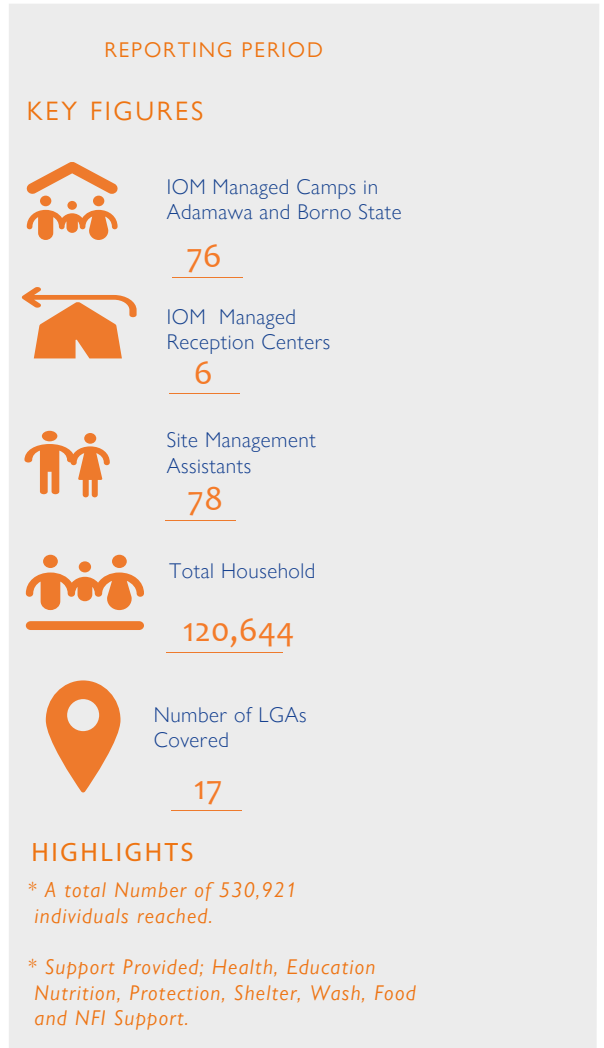 REPORTING PERIOD
KEY FIGURES
IOM Managed Camps in
Adamawa and Borno State
76
IOM Managed
Reception Centers
6
Site Management
Assistants
78
Total Household
120,644
Number of LGAs
Covered
17
HIGHLIGHTS
* A total Number of 530,921
individuals reached.
* Support Provided; Health, Education
Nutrition, Protection, Shelter, Wash, Food
and NFI Support.